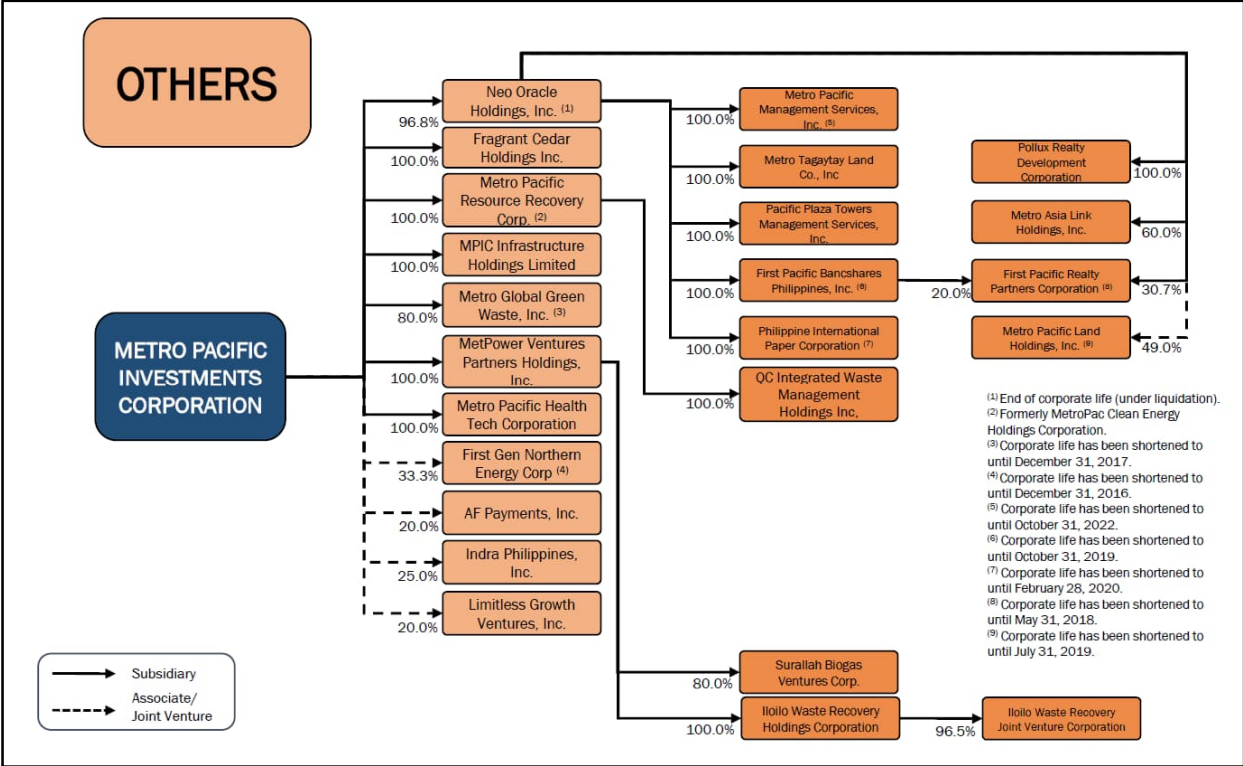 OTHERS
METRO PACIFIC
INVESTMENTS
CORPORATION
Neo Oracle
Holdings, Inc. (1)
96.8%
Fragrant Cedar
Holdings Inc.
100.0%
Metro Pacific
Resource Recovery
Corp. (2)
100.0%
MPIC Infrastructure
Holdings Limited
100.0%
Metro Global Green
Waste, Inc. (3)
80.0%
MetPower Ventures
Partners Holdings,
Inc.
100.0%
Metro Pacific Health
Tech Corporation
100.0%
First Gen Northern
Energy Corp (4)
33.3%
AF Payments, Inc.
20.0%
Indra Philippines,
Inc.
25.0%
Limitless Growth
Ventures, Inc.
20.0%
Metro Pacific
Management Services,
Inc. (5)
100.0%
Metro Tagaytay Land
Co., Inc
100.0%
Pacific Plaza Towers
Management Services,
Inc.
100.0%
First Pacific Bancshares
Philippines, Inc. (6)
100.0%
Philippine International
Paper Corporation (7)
100.0%
QC Integrated Waste
Management
Holdings Inc,
100.0%
Surallah Biogas
Ventures Corp.
80.0%
Iloilo Waste Recovery
Holdings Corporation
100.0%
Pollux Realty
Development
Corporation
100.0%
Metro Asia Link
Holdings, Inc.
60.0%
First Pacific Realty
Partners Corporation (8)
20.0%
30.7%
Metro Pacific Land
Holdings, Inc. (9)
49.0%
Iloilo Waste Recovery
Joint Venture Corporation
96.5%
(1) End of corporate life (under liquidation).
(2) Formerly MetroPac Clean Energy
Holdings Corporation.
(3) Corporate life has been shortened to
until December 31, 2017.
(4) Corporate life has been shortened to
until December 31, 2016.
(5) Corporate life has been shortened to
until October 31, 2022.
(6) Corporate life has been shortened to
until October 31, 2019.
(7) Corporate life has been shortened to
until February 28, 2020.
(8) Corporate life has been shortened to
until May 31, 2018.
(9) Corporate life has been shortened to
until July 31, 2019.
Subsidiary
Associate/
Joint Venture